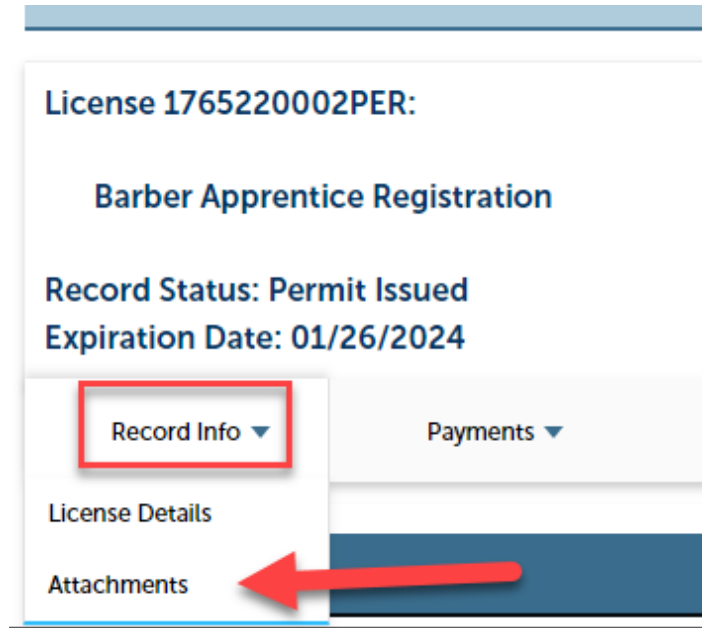 License 1765220002PER:
Barber Apprentice Registration
Record Status: Permit Issued
Expiration Date: 01/26/2024
Record Info
Payments
License Details
Attachments